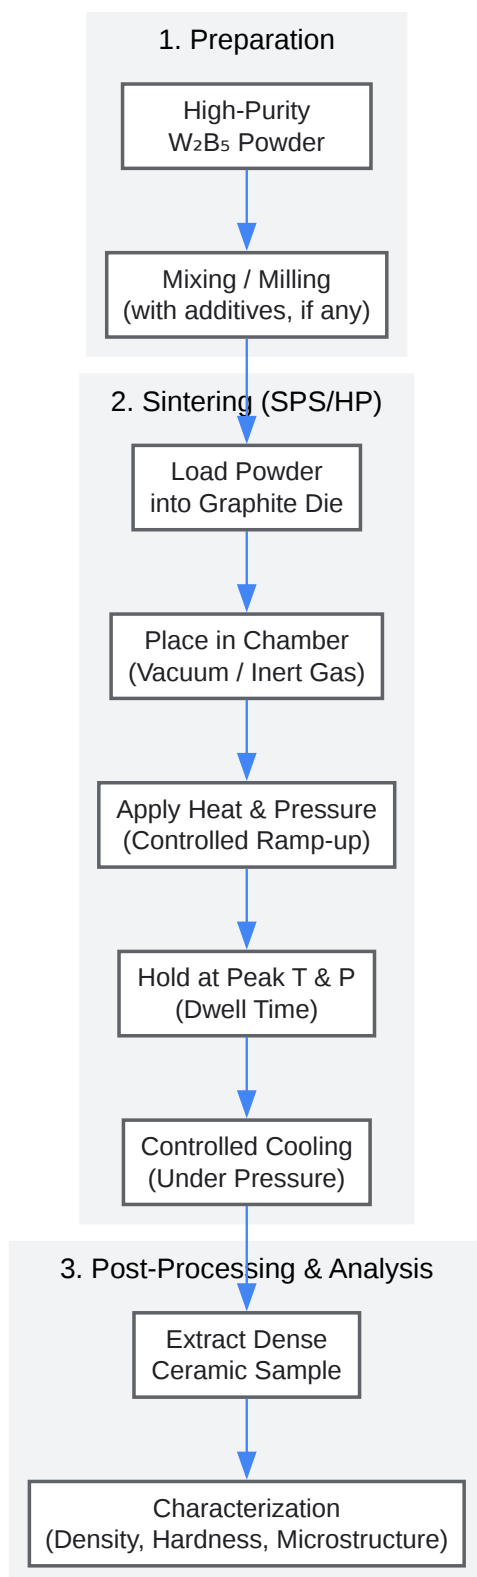 1. Preparation
High-Purity
W₂B₅ Powder
Mixing / Milling
(with additives, if any)
2. Sintering (SPS/HP)
Load Powder
into Graphite Die
Place in Chamber
(Vacuum / Inert Gas)
Apply Heat & Pressure
(Controlled Ramp-up)
Hold at Peak T & P
(Dwell Time)
Controlled Cooling
(Under Pressure)
3. Post-Processing & Analysis
Extract Dense
Ceramic Sample
Characterization
(Density, Hardness, Microstructure)